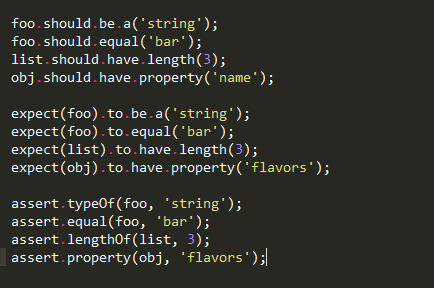 foo.should.be.a('string');
foo.should.equal('bar');
list.should.have.length(3);
obj.should.have.property('name');
expect(foo).to.be.a('string');
expect(foo).to.equal('bar');
expect(list).to.have.length(3);
expect(obj).to.have.property('flavors');
assert.typeOf(foo, 'string');
assert.equal(foo, 'bar');
assert.lengthOf(list, 3);
assert.property(obj, 'flavors');